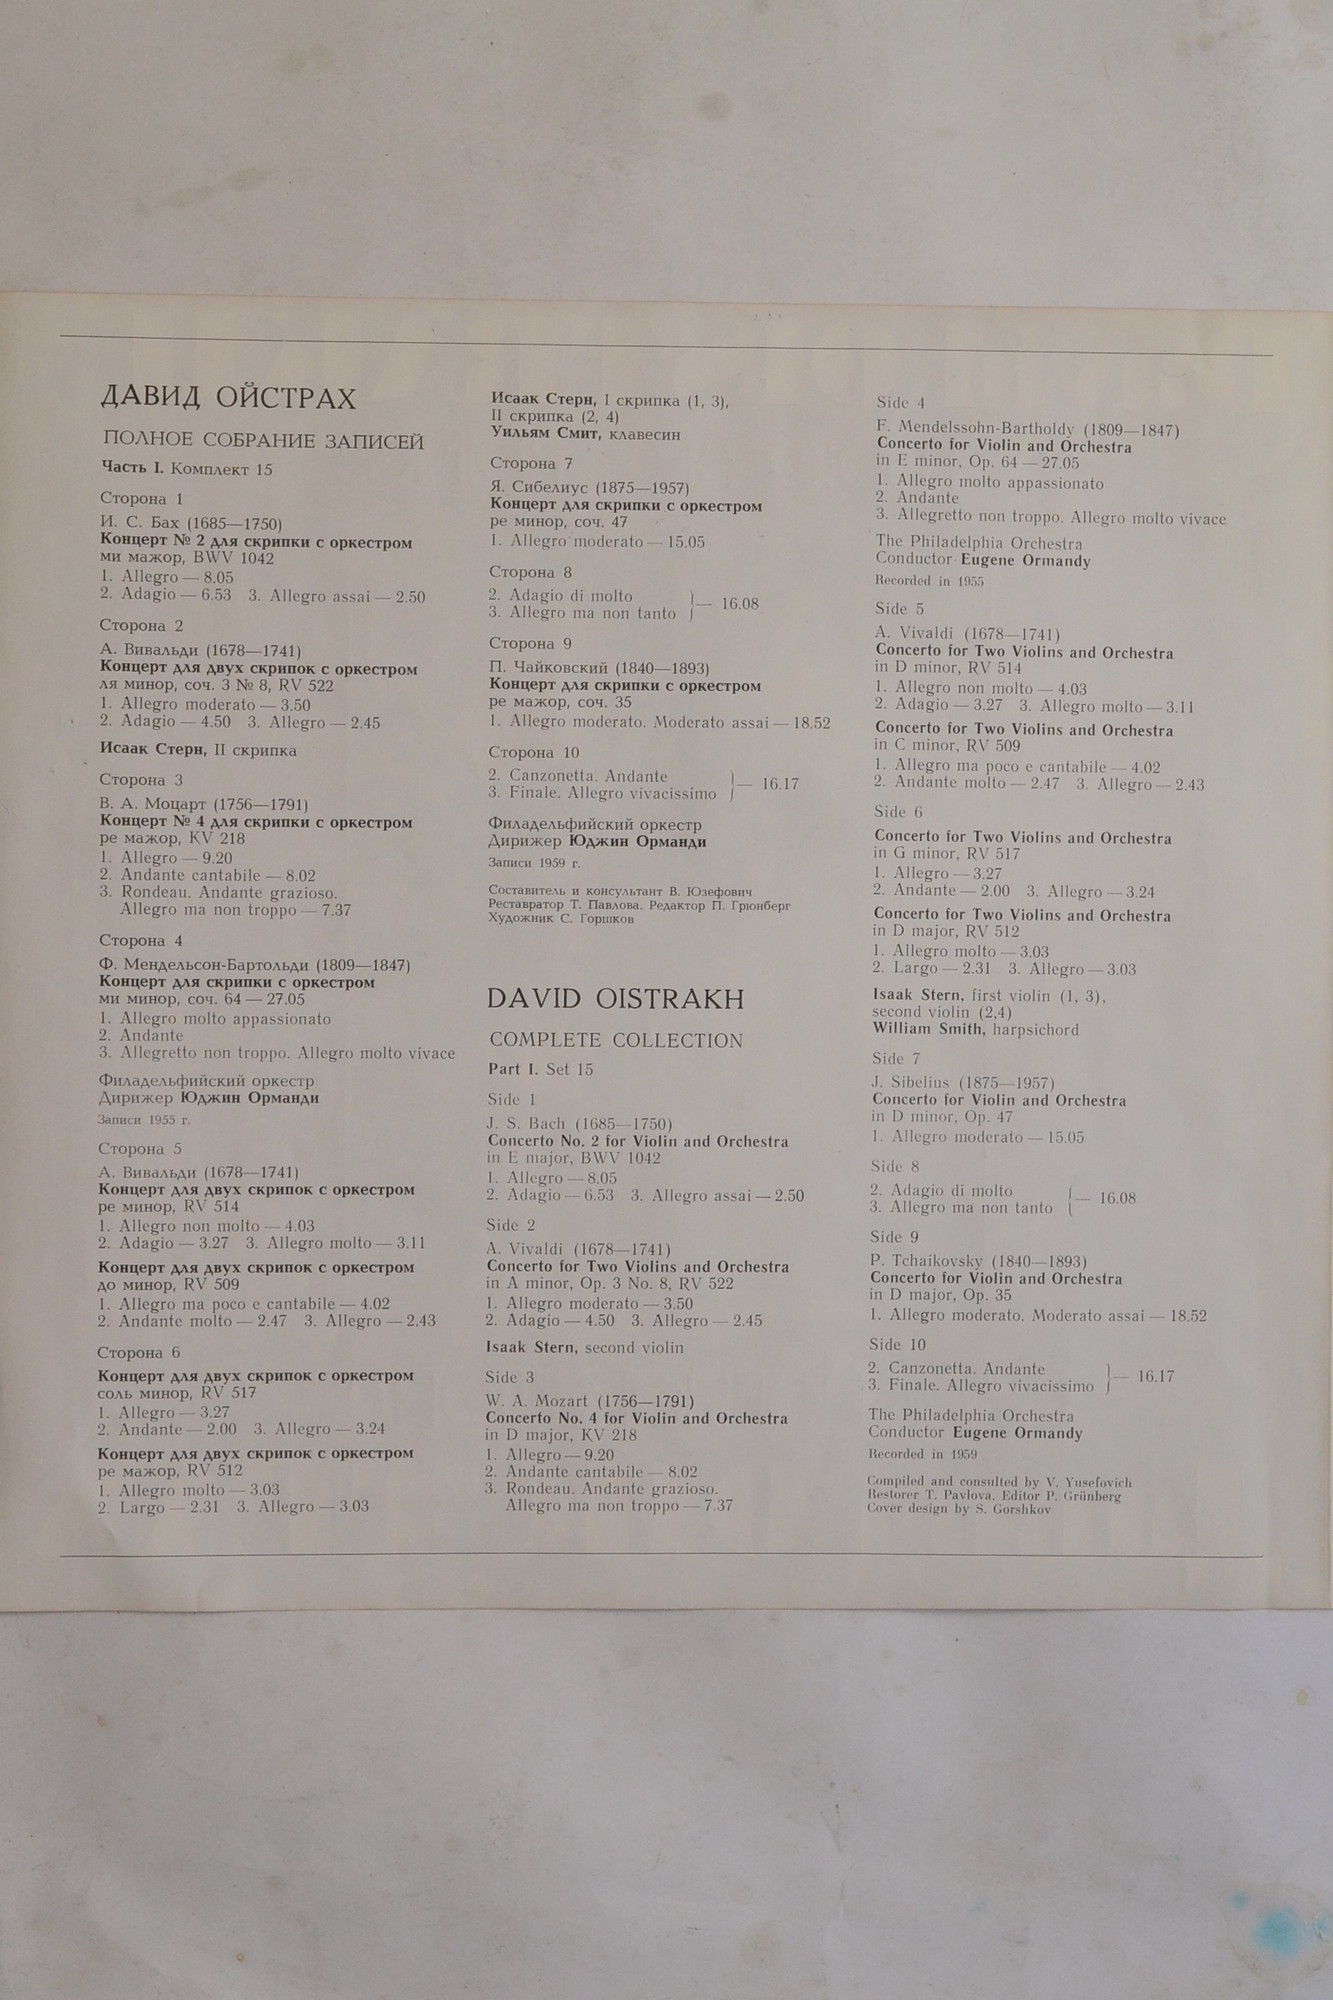 ДАВИД ОЙСТРАХ
ПОЛНОЕ СОБРАНИЕ ЗАПИСЕЙ
Часть I. Комплект 15
Сторона 1
И. С. Бах (1685—1750)
Концерт № 2 для скрипки с оркестром
ми мажор, BWV 1042
1. Allegro — 8.05
2. Adagio — 6.53 3. Allegro assai — 2.50
Сторона 2
А. Вивальди (1678—1741)
Концерт для двух скрипок с оркестром
ля минор, соч. 3 № 8, RV 522
1. Allegro moderato — 3.50
2. Adagio — 4.50 3. Allegro — 2.45
Исаак Стерн, II скрипка
Сторона 3
В. А. Моцарт (1756—1791)
Концерт № 4 для скрипки с оркестром
ре мажор, KV 218
1. Allegro — 9.20
2. Andante cantabile — 8.02
3. Rondeau. Andante grazioso.
Allegro ma non troppo — 7.37
Сторона 4
Ф. Мендельсон-Бартольди (1809—1847)
Концерт для скрипки с оркестром
ми минор, соч. 64 — 27.05
1. Allegro molto appassionato
2. Andante
3. Allegretto non troppo. Allegro molto vivace
Филадельфийский оркестр
Дирижер Юджин Орманди
Записи 1955 г.
Сторона 5
А. Вивальди (1678—1741)
Концерт для двух скрипок с оркестром
ре минор, RV 514
1. Allegro non molto — 4.03
2. Adagio — 3.27 3. Allegro molto — 3.11
Концерт для двух скрипок с оркестром
до минор, RV 509
1. Allegro ma poco e cantabile — 4.02
2. Andante molto — 2.47 3. Allegro — 2.43
Сторона 6
Концерт для двух скрипок с оркестром
соль минор, RV 517
1. Allegro — 3.27
2. Andante — 2.00 3. Allegro — 3.24
Концерт для двух скрипок с оркестром
ре мажор, RV 512
1. Allegro molto — 3.03
2. Largo — 2.31 3. Allegro — 3.03
Исаак Стерн, I скрипка (1, 3),
II скрипка (2, 4)
Уильям Смит, клавесин
Сторона 7
Я. Сибелиус (1875—1957)
Концерт для скрипки с оркестром
ре минор, соч. 47
1. Allegro moderato — 15.05
Сторона 8
2. Adagio di molto
3. Allegro ma non tanto } — 16.08
Сторона 9
П. Чайковский (1840—1893)
Концерт для скрипки с оркестром
ре мажор, соч. 35
1. Allegro moderato. Moderato assai — 18.52
Сторона 10
2. Canzonetta. Andante
3. Finale. Allegro vivacissimo } — 16.17
Филадельфийский оркестр
Дирижер Юджин Орманди
Записи 1959 г.
Составитель и консультант В. Юзефович
Реставратор Т. Павлова. Редактор П. Грюнберг
Художник С. Горшков
DAVID OISTRAKH
COMPLETE COLLECTION
Part I. Set 15
Side 1
J. S. Bach (1685—1750)
Concerto No. 2 for Violin and Orchestra
in E major, BWV 1042
1. Allegro — 8.05
2. Adagio — 6.53 3. Allegro assai — 2.50
Side 2
A. Vivaldi (1678—1741)
Concerto for Two Violins and Orchestra
in A minor, Op. 3 No. 8, RV 522
1. Allegro moderato — 3.50
2. Adagio — 4.50 3. Allegro — 2.45
Isaak Stern, second violin
Side 3
W. A. Mozart (1756—1791)
Concerto No. 4 for Violin and Orchestra
in D major, KV 218
1. Allegro — 9.20
2. Andante cantabile — 8.02
3. Rondeau. Andante grazioso.
Allegro ma non troppo — 7.37
Side 4
F. Mendelssohn-Bartholdy (1809—1847)
Concerto for Violin and Orchestra
in E minor, Op. 64 — 27.05
1. Allegro molto appassionato
2. Andante
3. Allegretto non troppo. Allegro molto vivace
The Philadelphia Orchestra
Conductor Eugene Ormandy
Recorded in 1955
Side 5
A. Vivaldi (1678—1741)
Concerto for Two Violins and Orchestra
in D minor, RV 514
1. Allegro non molto — 4.03
2. Adagio — 3.27 3. Allegro molto — 3.11
Concerto for Two Violins and Orchestra
in C minor, RV 509
1. Allegro ma poco e cantabile — 4.02
2. Andante molto — 2.47 3. Allegro — 2.43
Side 6
Concerto for Two Violins and Orchestra
in G minor, RV 517
1. Allegro — 3.27
2. Andante — 2.00 3. Allegro — 3.24
Concerto for Two Violins and Orchestra
in D major, RV 512
1. Allegro molto — 3.03
2. Largo — 2.31 3. Allegro — 3.03
Isaak Stern, first violin (1, 3),
second violin (2,4)
William Smith, harpsichord
Side 7
J. Sibelius (1875—1957)
Concerto for Violin and Orchestra
in D minor, Op. 47
1. Allegro moderato — 15.05
Side 8
2. Adagio di molto
3. Allegro ma non tanto { — 16.08
Side 9
P. Tchaikovsky (1840—1893)
Concerto for Violin and Orchestra
in D major, Op. 35
1. Allegro moderato. Moderato assai — 18.52
Side 10
2. Canzonetta. Andante
3. Finale. Allegro vivacissimo } — 16.17
The Philadelphia Orchestra
Conductor Eugene Ormandy
Recorded in 1959
Compiled and consulted by V. Yusefovich
Restorer T. Pavlova. Editor P. Grünberg
Cover design by S. Gorshkov